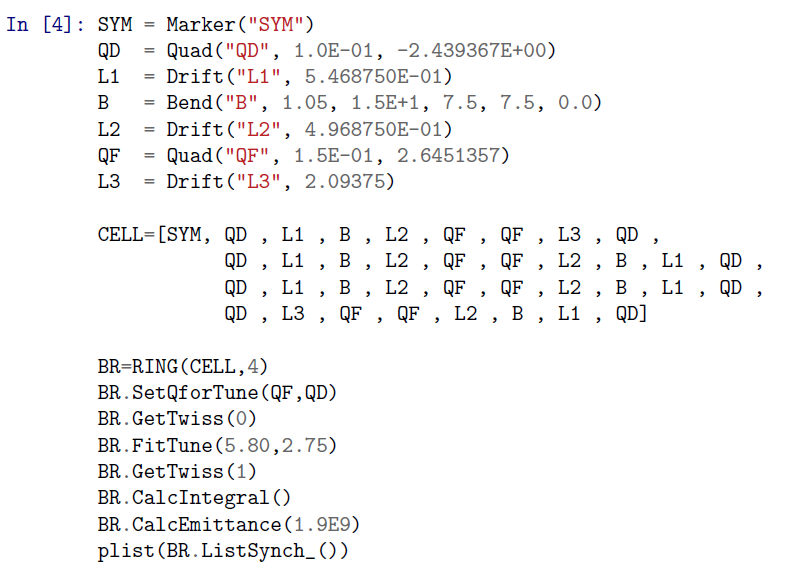 In [4]: SYM = Marker("SYM")
QD  = Quad("QD", 1.0E-01, -2.439367E+00)
L1  = Drift("L1", 5.468750E-01)
B   = Bend("B", 1.05, 1.5E+1, 7.5, 7.5, 0.0)
L2  = Drift("L2", 4.968750E-01)
QF  = Quad("QF", 1.5E-01, 2.6451357)
L3  = Drift("L3", 2.09375)
CELL=[SYM, QD , L1 , B , L2 , QF , QF , L3 , QD ,
QD , L1 , B , L2 , QF , QF , L2 , B , L1 , QD ,
QD , L1 , B , L2 , QF , QF , L2 , B , L1 , QD ,
QD , L3 , QF , QF , L2 , B , L1 , QD]
BR=RING(CELL,4)
BR.SetQforTune(QF,QD)
BR.GetTwiss(0)
BR.FitTune(5.80,2.75)
BR.GetTwiss(1)
BR.CalcIntegral()
BR.CalcEmittance(1.9E9)
plist(BR.ListSynch_())